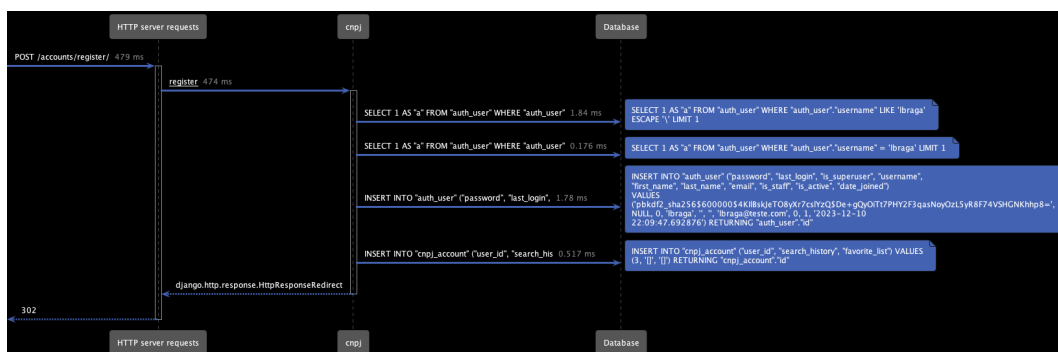 HTTP server requests
cnpj
Database
POST /accounts/register/ 479 ms
register 474 ms
SELECT 1 AS "a" FROM "auth_user" WHERE "auth_user" 1.84 ms
SELECT 1 AS "a" FROM "auth_user" WHERE "auth_user"."username" LIKE 'lbraga'
ESCAPE '\' LIMIT 1
SELECT 1 AS "a" FROM "auth_user" WHERE "auth_user" 0.176 ms
SELECT 1 AS "a" FROM "auth_user" WHERE "auth_user"."username" = 'lbraga' LIMIT 1
INSERT INTO "auth_user" ("password", "last_login", 1.78 ms
INSERT INTO "auth_user" ("password", "last_login", "is_superuser", "username",
"first_name", "last_name", "email", "is_staff", "is_active", "date_joined")
VALUES
NULL, 0, 'lbraga', '', '', 'lbraga@teste.com', 0, 1, '2023-12-10
22:09:47.692876') RETURNING "auth_user"."id"
INSERT INTO "cnpj_account" ("user_id", "search_his 0.517 ms
INSERT INTO "cnpj_account" ("user_id", "search_history", "favorite_list") VALUES
(3, '[]', '[]') RETURNING "cnpj_account"."id"
django.http.response.HttpResponseRedirect
302
HTTP server requests
cnpj
Database